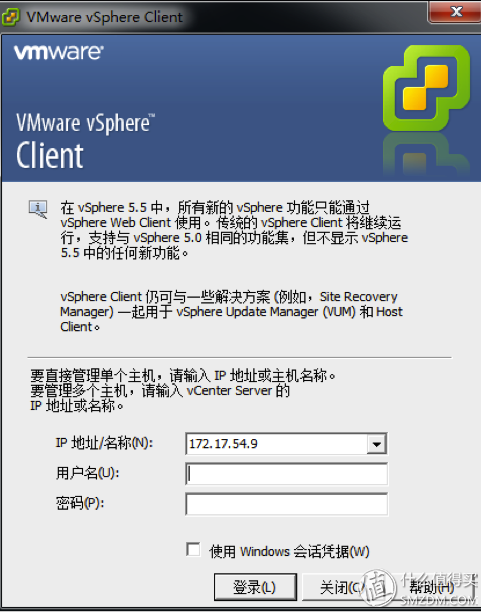 VMware vSphere Client
vmware®
VMware vSphere™
Client
在 vSphere 5.5 中，所有新的 vSphere 功能只能通过
vSphere Web Client 使用。传统的 vSphere Client 将继续运
行，支持与 vSphere 5.0 相同的功能集，但不显示 vSphere
5.5 中的任何新功能。
vSphere Client 仍可与一些解决方案 (例如，Site Recovery
Manager) 一起用于 vSphere Update Manager (VUM) 和 Host
Client。
要直接管理单个主机，请输入 IP 地址或主机名称。
要管理多个主机，请输入 vCenter Server 的
IP 地址或名称。
IP 地址/名称(N): 172.17.54.9
用户名(U):
密码(P):
使用 Windows 会话凭据(W)
登录(L) 关闭(C 帮助(H)
值 什么值得买
SMZDM.COM